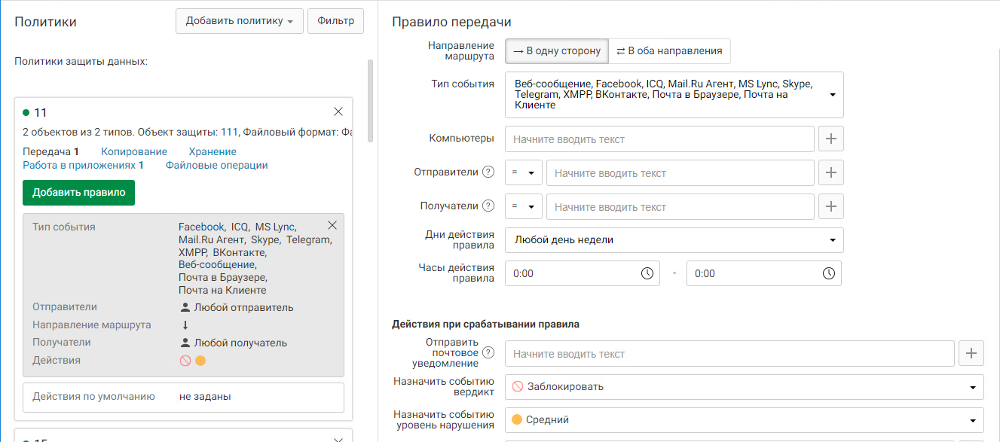 Политики
Добавить политику
Фильтр
Политики защиты данных:
11
2 объектов из 2 типов. Объект защиты: 111, Файловый формат:
Передача 1 Копирование Хранение
Работа в приложениях 1 Файловые операции
Добавить правило
Тип события
Facebook, ICQ, MS Lync,
Mail.Ru Агент, Skype, Telegram,
XMPP, ВКонтакте,
Веб-сообщение,
Почта в Браузере,
Почта на Клиенте
Отправители Любой отправитель
Направление маршрута ↓
Получатели Любой получатель
Действия
Действия по умолчанию не заданы
Правило передачи
Направление
маршрута
→ В одну сторону ⇄ В оба направления
Тип события
Веб-сообщение, Facebook, ICQ, Mail.Ru Агент, MS Lync, Skype,
Telegram, XMPP, ВКонтакте, Почта в Браузере, Почта на
Клиенте
Компьютеры Начните вводить текст +
Отправители ? = Начните вводить текст +
Получатели ? = Начните вводить текст +
Дни действия
правила
Любой день недели
Часы действия
правила
0:00 - 0:00
Действия при срабатывании правила
Отправить
почтовое
уведомление
? Начните вводить текст +
Назначить событию
вердикт
Заблокировать
Назначить событию
уровень нарушения
Средний